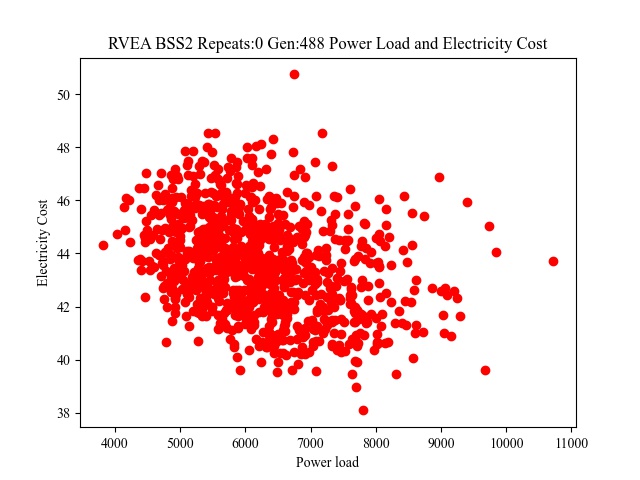 RVEA BSS2 Repeats:0 Gen:488 Power Load and Electricity Cost
50
48
46
44
42
40
38
Electricity Cost
4000 5000 6000 7000 8000 9000 10000 11000
Power load